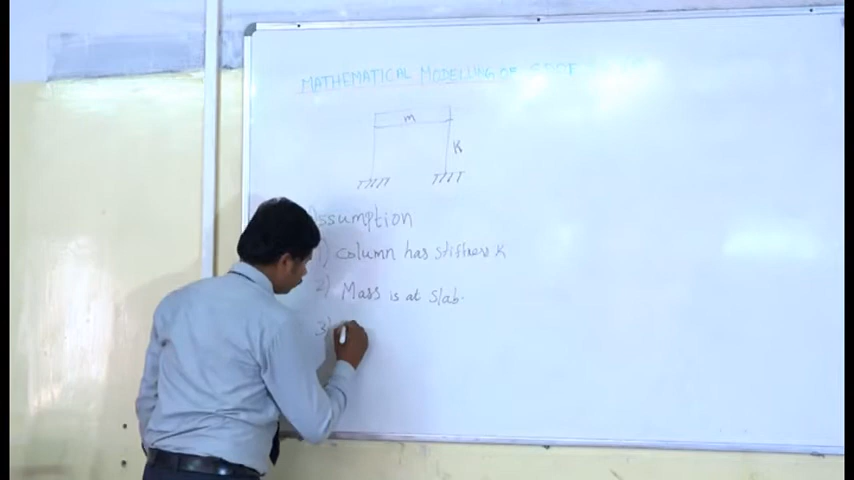 MATHEMATICAL MODELLING OF SDOF
m
K
Assumption
1) Column has Stiffness K
2) Mass is at Slab.
3)